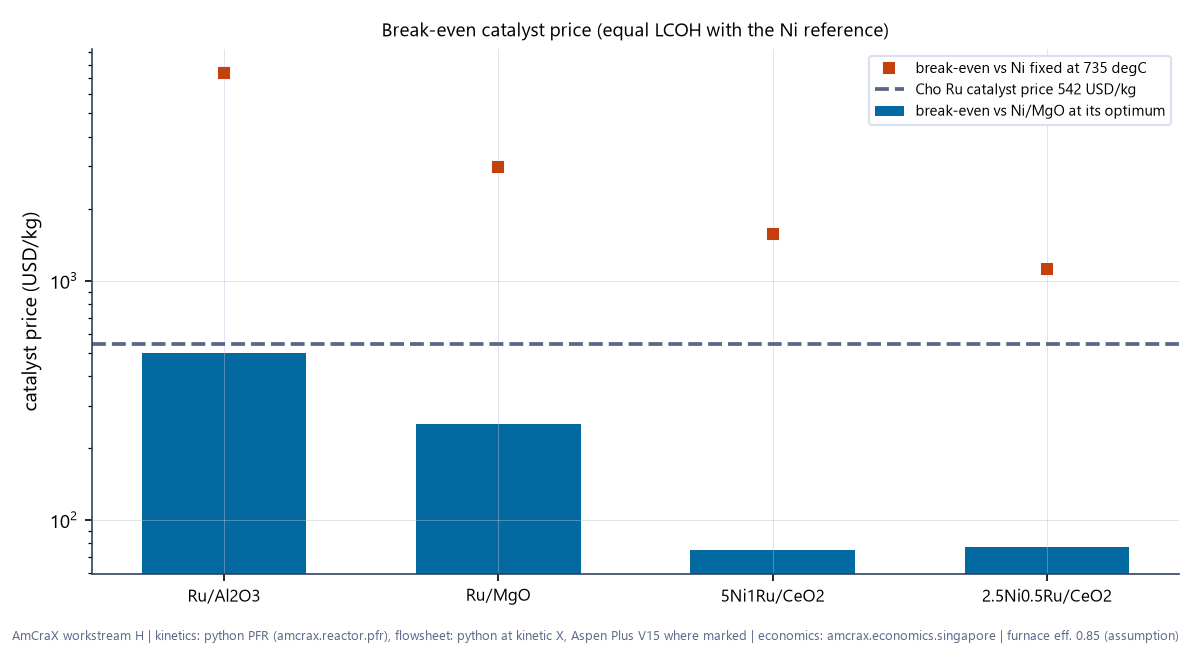 Break-even catalyst price (equal LCOH with the Ni reference)
break-even vs Ni fixed at 735 degC
Cho Ru catalyst price 542 USD/kg
break-even vs Ni/MgO at its optimum
catalyst price (USD/kg)
10³
10²
Ru/Al2O3
Ru/MgO
5Ni1Ru/CeO2
2.5Ni0.5Ru/CeO2
AmCraX workstream H | kinetics: python PFR (amcrax.reactor.pfr), flowsheet: python at kinetic X, Aspen Plus V15 where marked | economics: amcrax.economics.singapore | furnace eff. 0.85 (assumption)